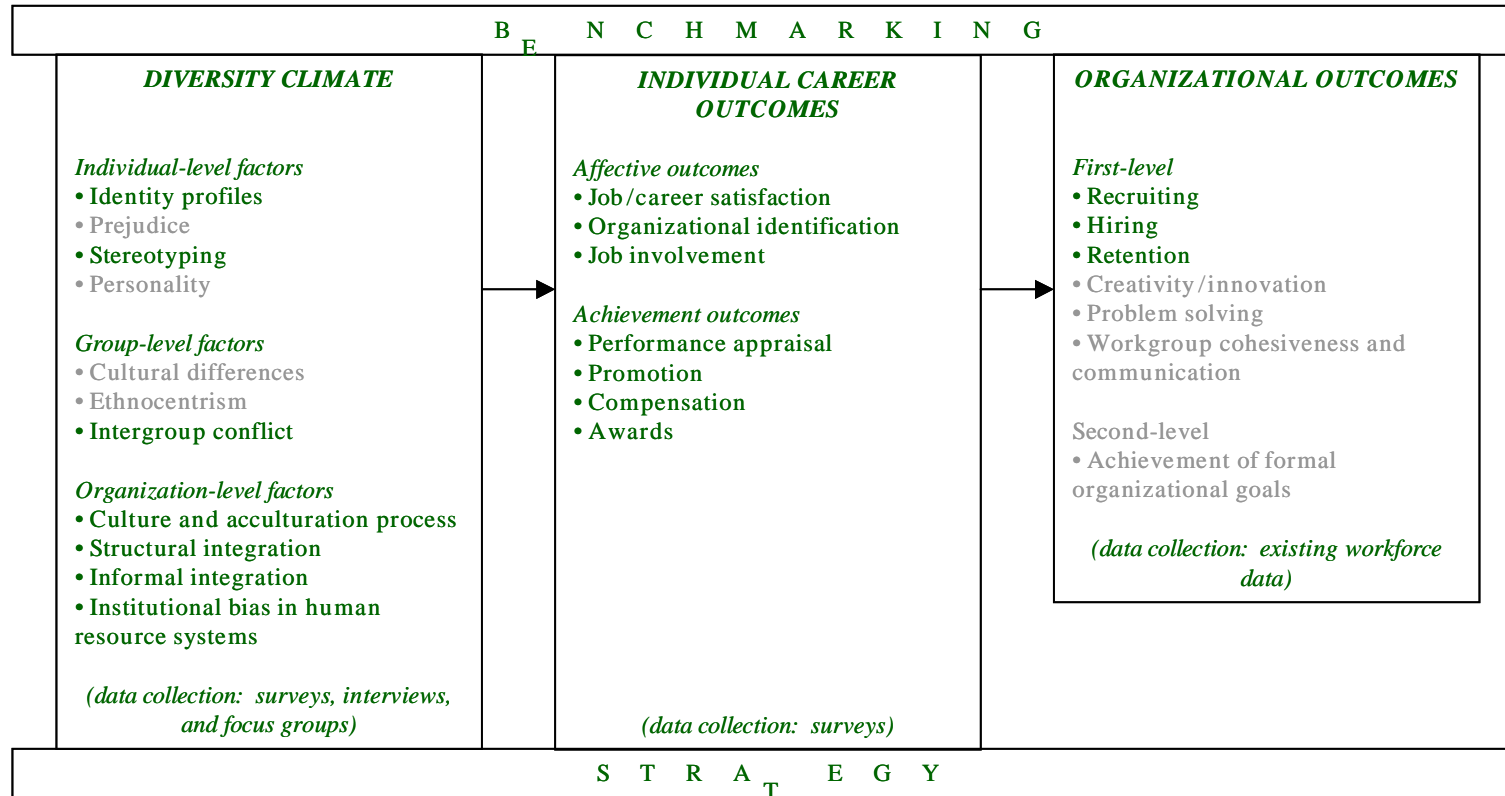 B E N C H M A R K I N G
DIVERSITY CLIMATE
Individual-level factors
• Identity profiles
• Prejudice
• Stereotyping
• Personality
Group-level factors
• Cultural differences
• Ethnocentrism
• Intergroup conflict
Organization-level factors
• Culture and acculturation process
• Structural integration
• Informal integration
• Institutional bias in human
resource systems
(data collection: surveys, interviews,
and focus groups)
INDIVIDUAL CAREER
OUTCOMES
Affective outcomes
• Job/career satisfaction
• Organizational identification
• Job involvement
Achievement outcomes
• Performance appraisal
• Promotion
• Compensation
• Awards
(data collection: surveys)
ORGANIZATIONAL OUTCOMES
First-level
• Recruiting
• Hiring
• Retention
• Creativity/innovation
• Problem solving
• Workgroup cohesiveness and
communication
Second-level
• Achievement of formal
organizational goals
(data collection: existing workforce
data)
S T R A T E G Y